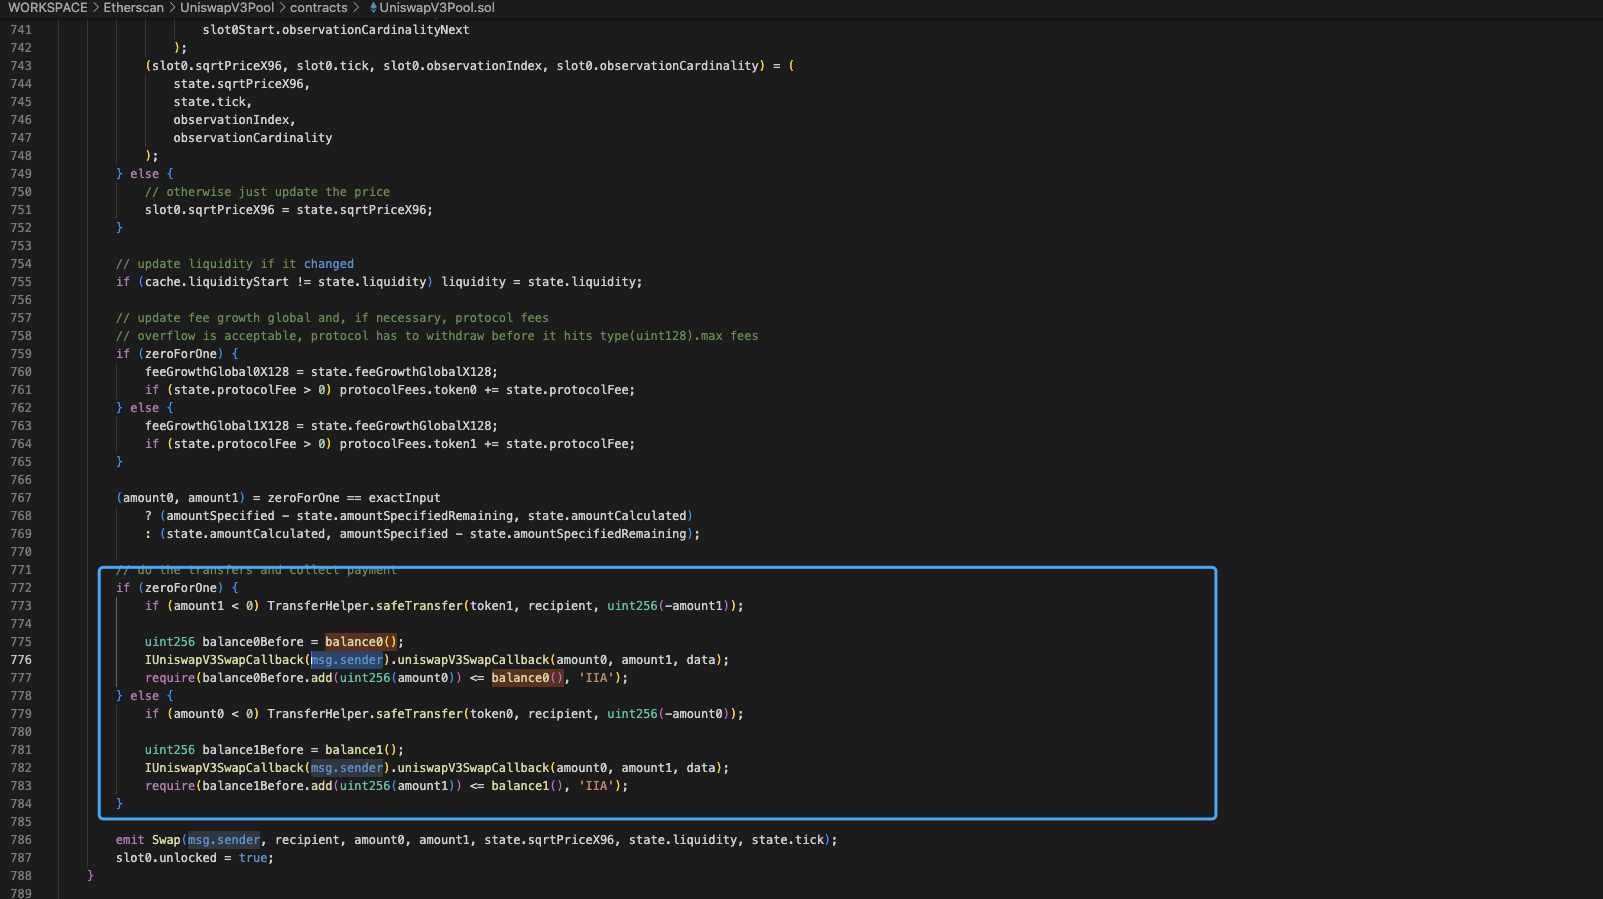 WORKSPACE > Etherscan > UniswapV3Pool > contracts > UniswapV3Pool.sol
741 slot0Start.observationCardinalityNext
742 );
743 (slot0.sqrtPriceX96, slot0.tick, slot0.observationIndex, slot0.observationCardinality) = (
744 state.sqrtPriceX96,
745 state.tick,
746 observationIndex,
747 observationCardinality
748 );
749 } else {
750 // otherwise just update the price
751 slot0.sqrtPriceX96 = state.sqrtPriceX96;
752 }
753
754 // update liquidity if it changed
755 if (cache.liquidityStart != state.liquidity) liquidity = state.liquidity;
756
757 // update fee growth global and, if necessary, protocol fees
758 // overflow is acceptable, protocol has to withdraw before it hits type(uint128).max fees
759 if (zeroForOne) {
760 feeGrowthGlobal0X128 = state.feeGrowthGlobalX128;
761 if (state.protocolFee > 0) protocolFees.token0 += state.protocolFee;
762 } else {
763 feeGrowthGlobal1X128 = state.feeGrowthGlobalX128;
764 if (state.protocolFee > 0) protocolFees.token1 += state.protocolFee;
765 }
766
767 (amount0, amount1) = zeroForOne == exactInput
768 ? (amountSpecified - state.amountSpecifiedRemaining, state.amountCalculated)
769 : (state.amountCalculated, amountSpecified - state.amountSpecifiedRemaining);
770
771 // do the transfers and collect payment
772 if (zeroForOne) {
773 if (amount1 < 0) TransferHelper.safeTransfer(token1, recipient, uint256(-amount1));
774
775 uint256 balance0Before = balance0();
776 IUniswapV3SwapCallback(msg.sender).uniswapV3SwapCallback(amount0, amount1, data);
777 require(balance0Before.add(uint256(amount0)) <= balance0(), 'IIA');
778 } else {
779 if (amount0 < 0) TransferHelper.safeTransfer(token0, recipient, uint256(-amount0));
780
781 uint256 balance1Before = balance1();
782 IUniswapV3SwapCallback(msg.sender).uniswapV3SwapCallback(amount0, amount1, data);
783 require(balance1Before.add(uint256(amount1)) <= balance1(), 'IIA');
784 }
785
786 emit Swap(msg.sender, recipient, amount0, amount1, state.sqrtPriceX96, state.liquidity, state.tick);
787 slot0.unlocked = true;
788 }
789